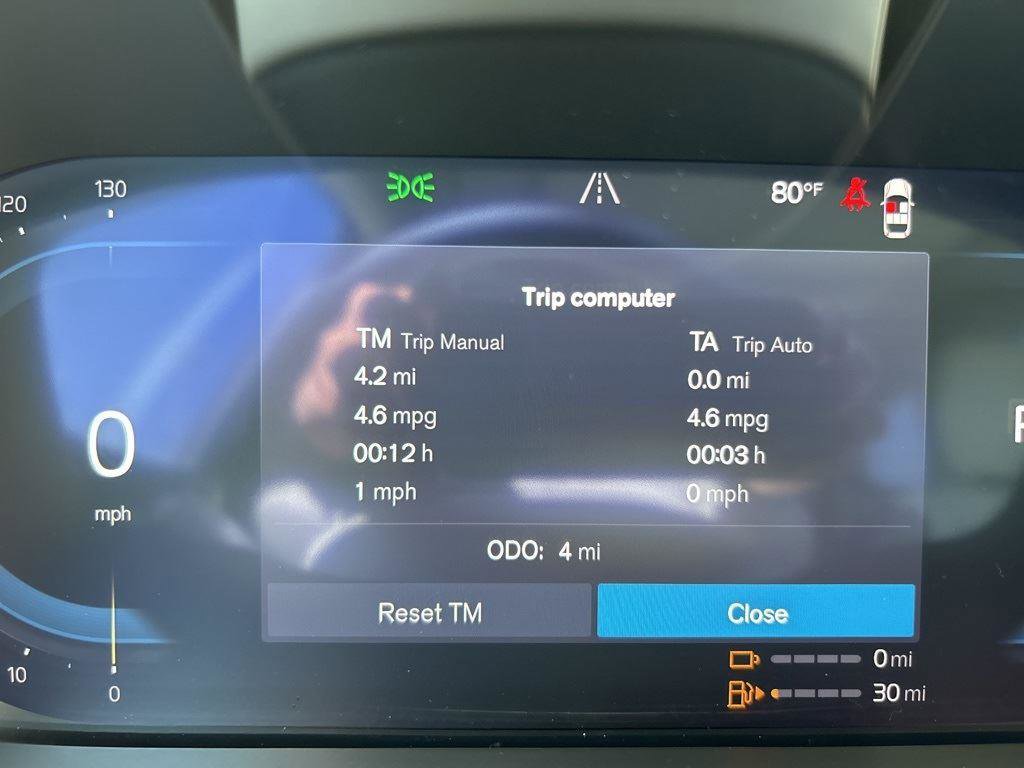 120
130
80°F
Trip computer
TM Trip Manual
4.2 mi
4.6 mpg
00:12 h
1 mph
TA Trip Auto
0.0 mi
4.6 mpg
00:03 h
0 mph
0
mph
ODO: 4 mi
Reset TM
Close
0 mi
30 mi
10
0